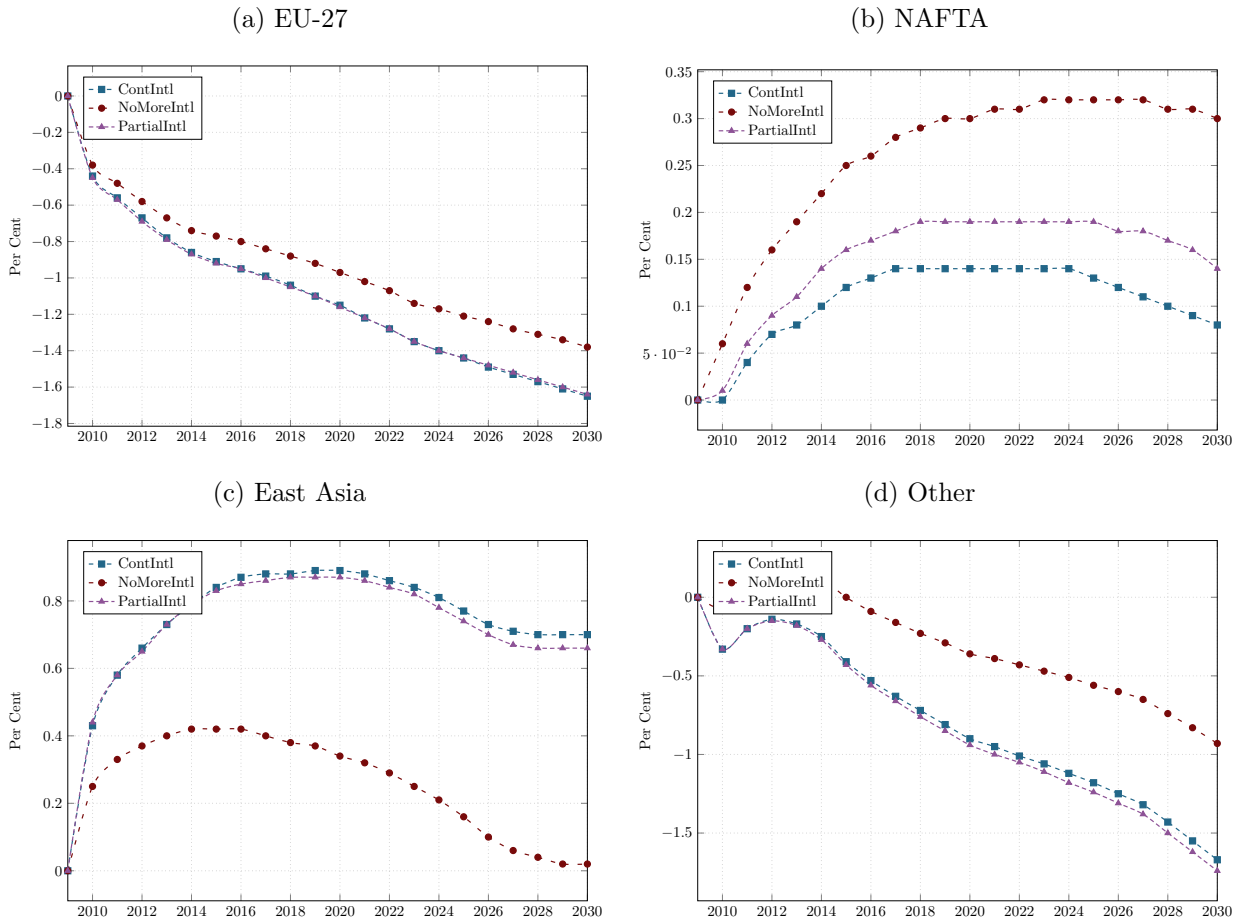 (a) EU-27
0
−0.2
−0.4
−0.6
−0.8
−1
−1.2
−1.4
−1.6
−1.8
Per Cent
ContIntl
NoMoreIntl
PartialIntl
2010 2012 2014 2016 2018 2020 2022 2024 2026 2028 2030
(b) NAFTA
0.35
0.3
0.25
0.2
0.15
0.1
5 · 10⁻²
0
Per Cent
ContIntl
NoMoreIntl
PartialIntl
2010 2012 2014 2016 2018 2020 2022 2024 2026 2028 2030
(c) East Asia
0.8
0.6
0.4
0.2
0
Per Cent
ContIntl
NoMoreIntl
PartialIntl
2010 2012 2014 2016 2018 2020 2022 2024 2026 2028 2030
(d) Other
0
−0.5
−1
−1.5
Per Cent
ContIntl
NoMoreIntl
PartialIntl
2010 2012 2014 2016 2018 2020 2022 2024 2026 2028 2030